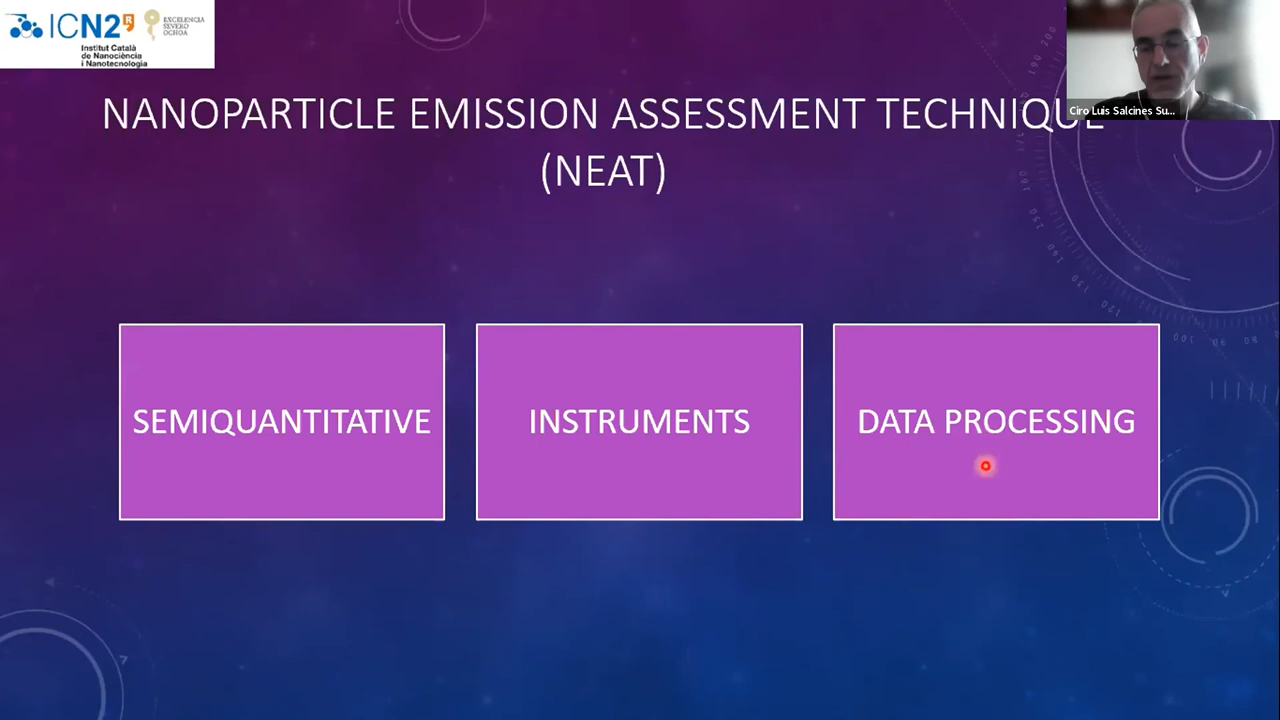 ICN2
EXCELENCIA
SEVERO
OCHOA
Institut Català
de Nanociència
i Nanotecnologia
Ciro Luis Salcines Su...
NANOPARTICLE EMISSION ASSESSMENT TECHNIQUE
(NEAT)
SEMIQUANTITATIVE
INSTRUMENTS
DATA PROCESSING